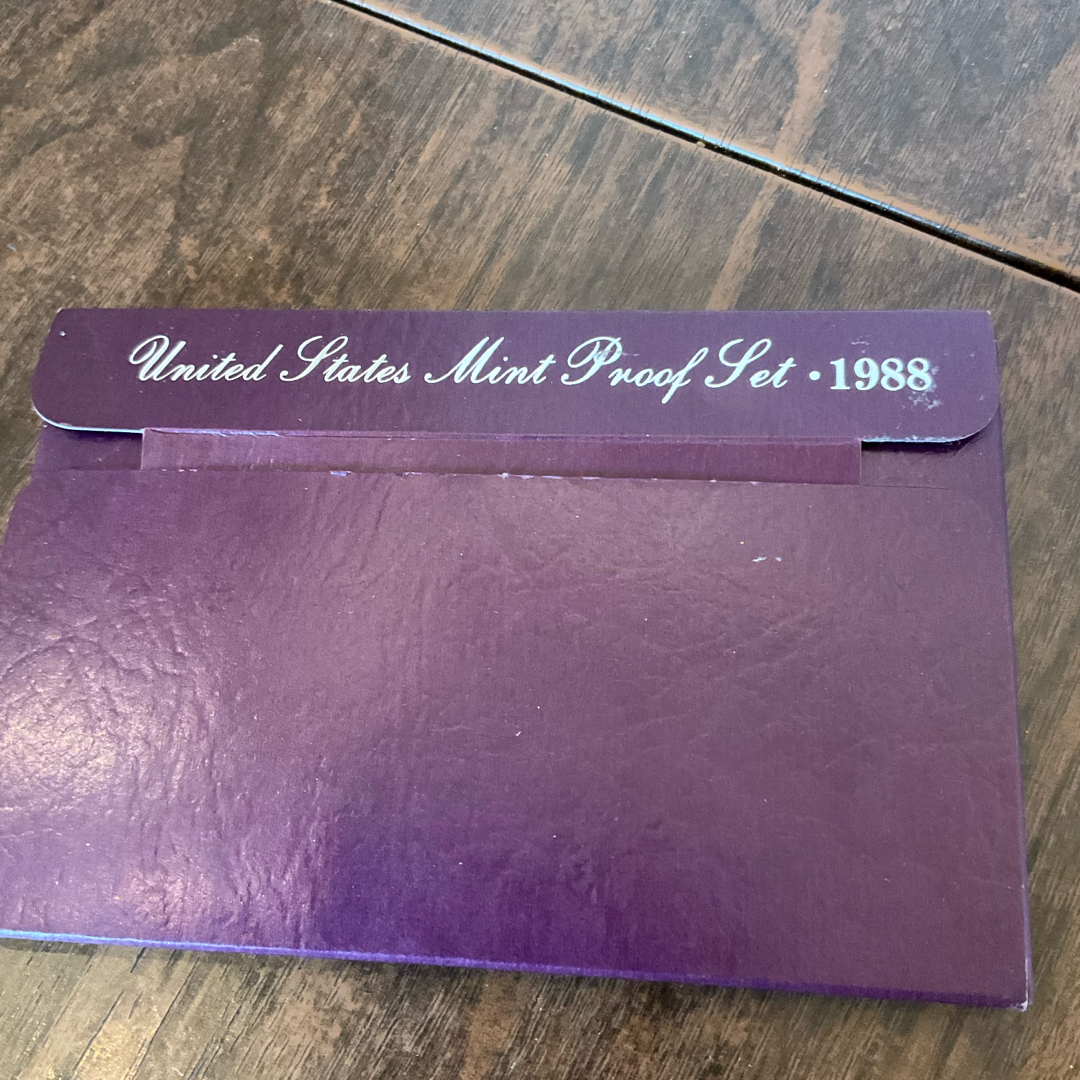 United States Mint Proof Set • 1988